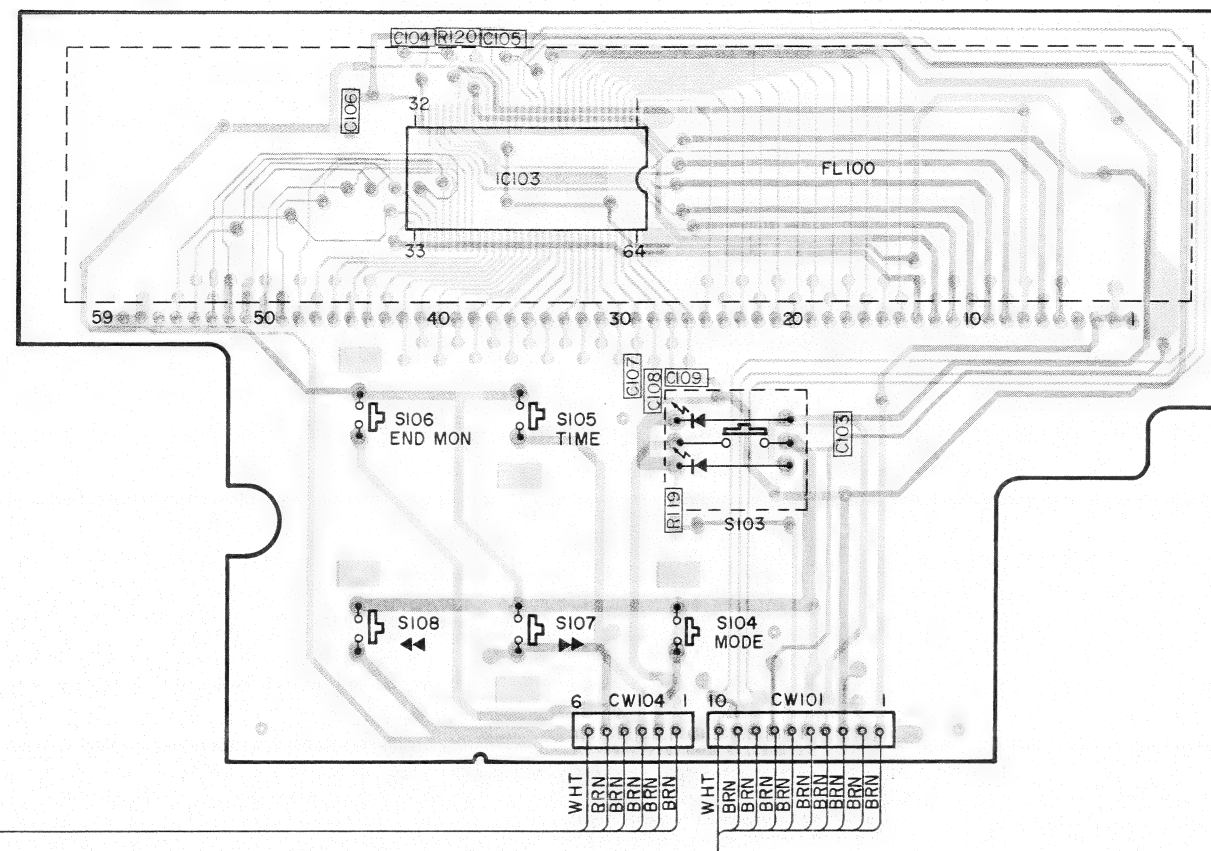 C104 R120 C105
C106
32
IC103
FL100
33
64
59 50 40 30 20 10 1
C107
C108
C109
C103
S106
END MON
S105
TIME
R119
S103
S108
S107
S104
MODE
6 CW104 1
10 CW101 1
WHT
BRN
BRN
BRN
BRN
BRN
WHT
BRN
BRN
BRN
BRN
BRN
BRN
BRN
BRN
BRN